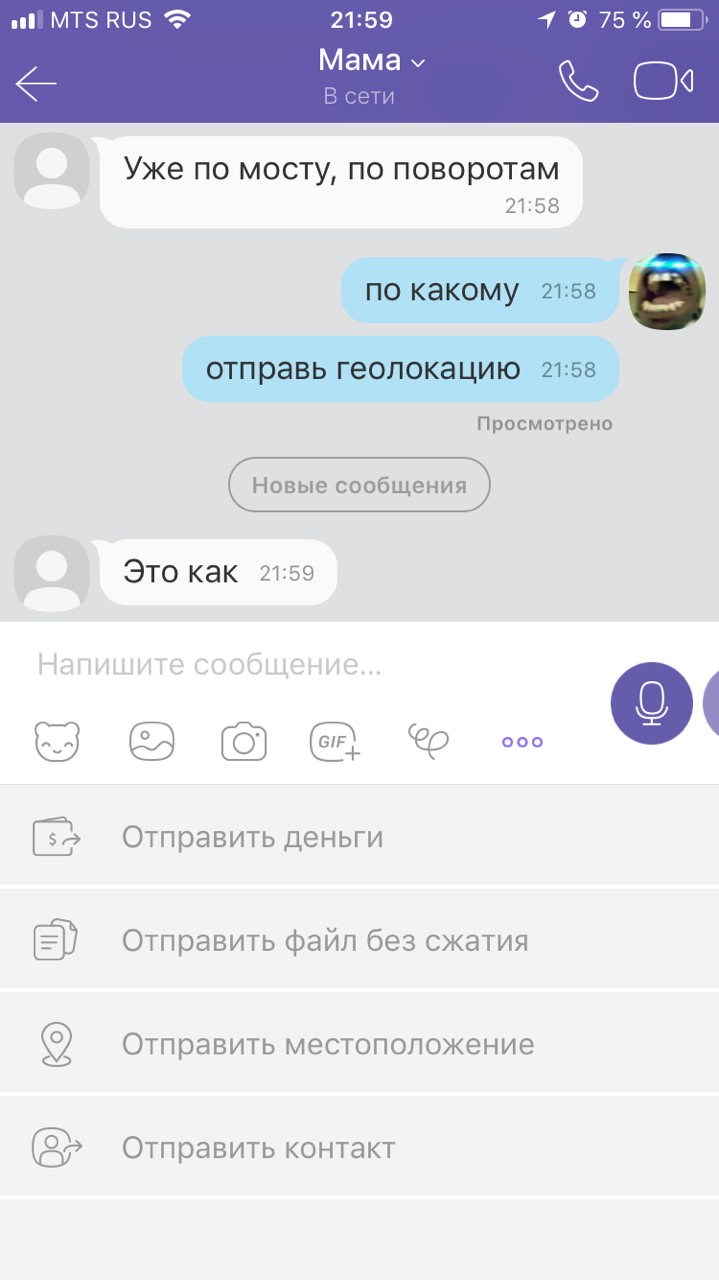 MTS RUS 21:59 75 %
Мама
В сети
Уже по мосту, по поворотам
21:58
по какому 21:58
отправь геолокацию 21:58
Просмотрено
Новые сообщения
Это как 21:59
Напишите сообщение...
GIF
$ Отправить деньги
Отправить файл без сжатия
Отправить местоположение
Отправить контакт